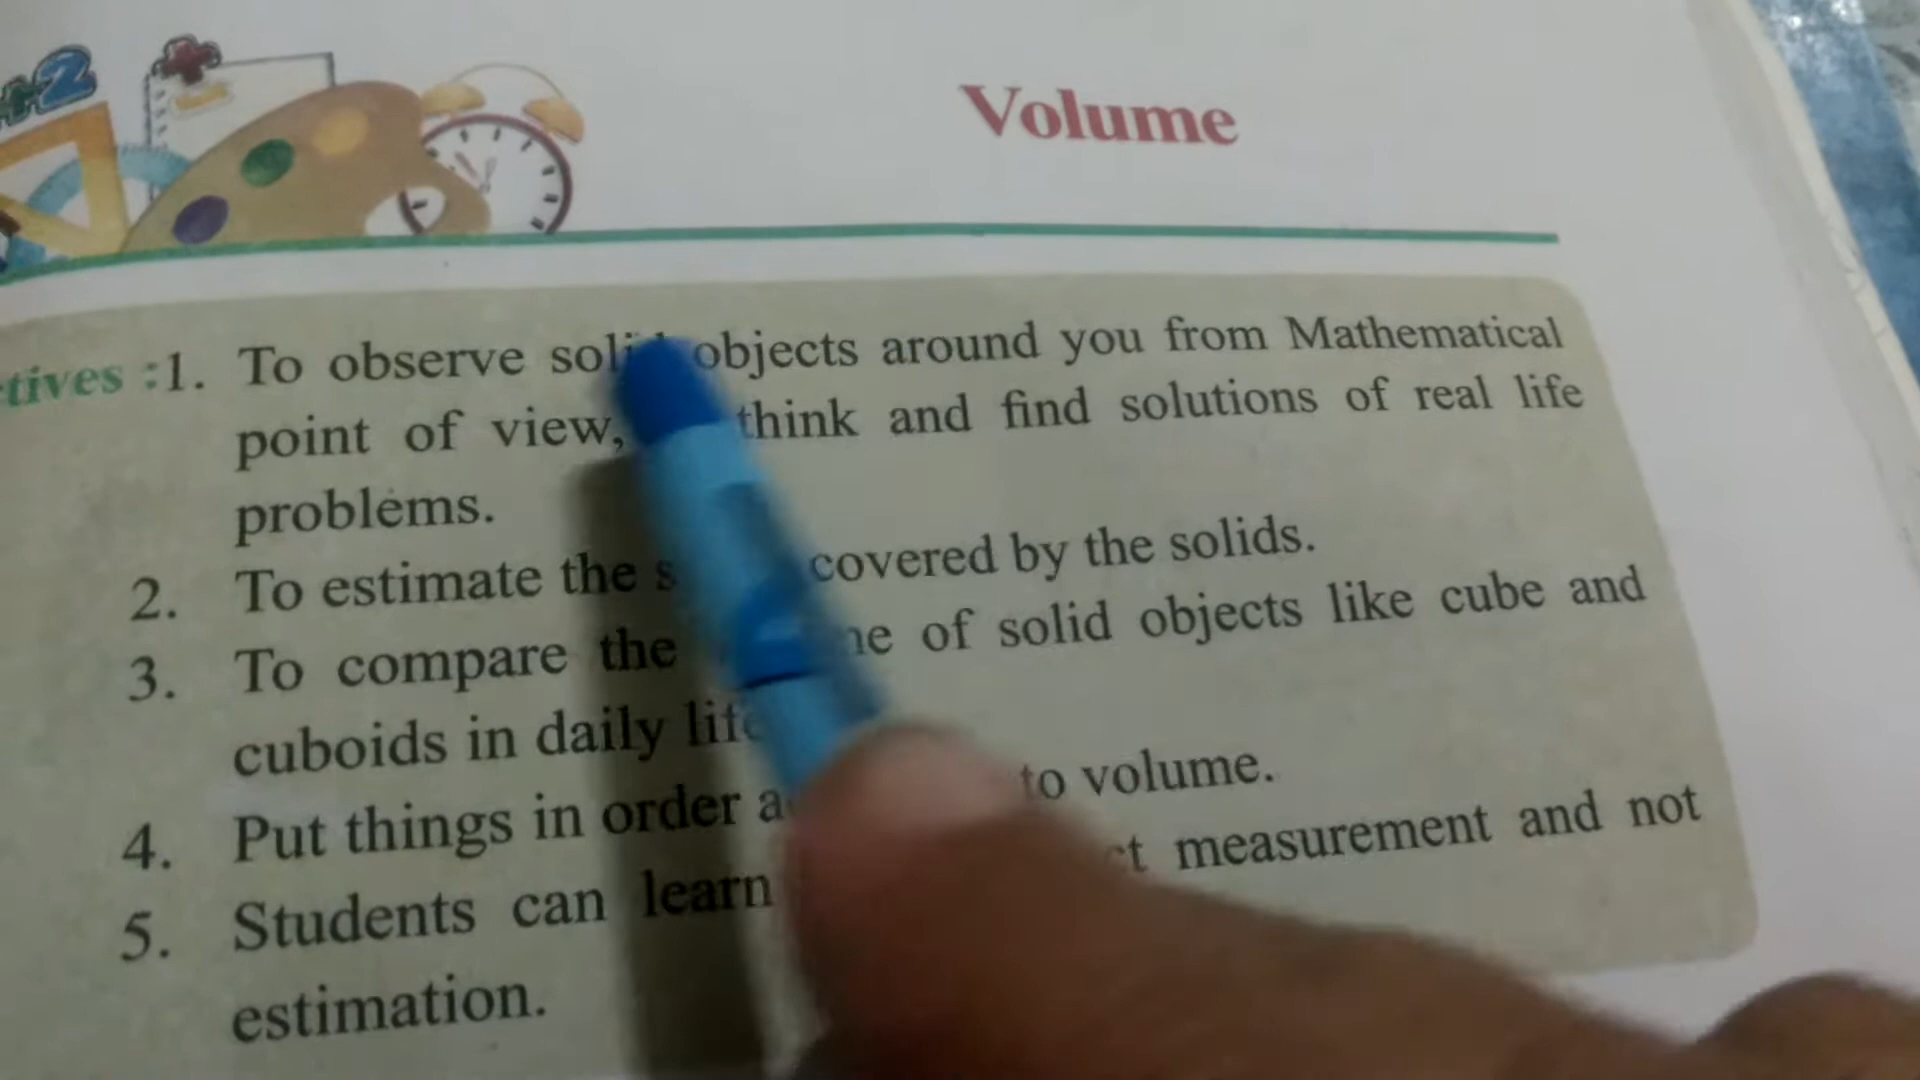 Volume
tives :1. To observe solid objects around you from Mathematical
point of view, think and find solutions of real life
problems.
2. To estimate the covered by the solids.
3. To compare the of solid objects like cube and
cuboids in daily life
4. Put things in order to volume.
5. Students can learn measurement and not
estimation.